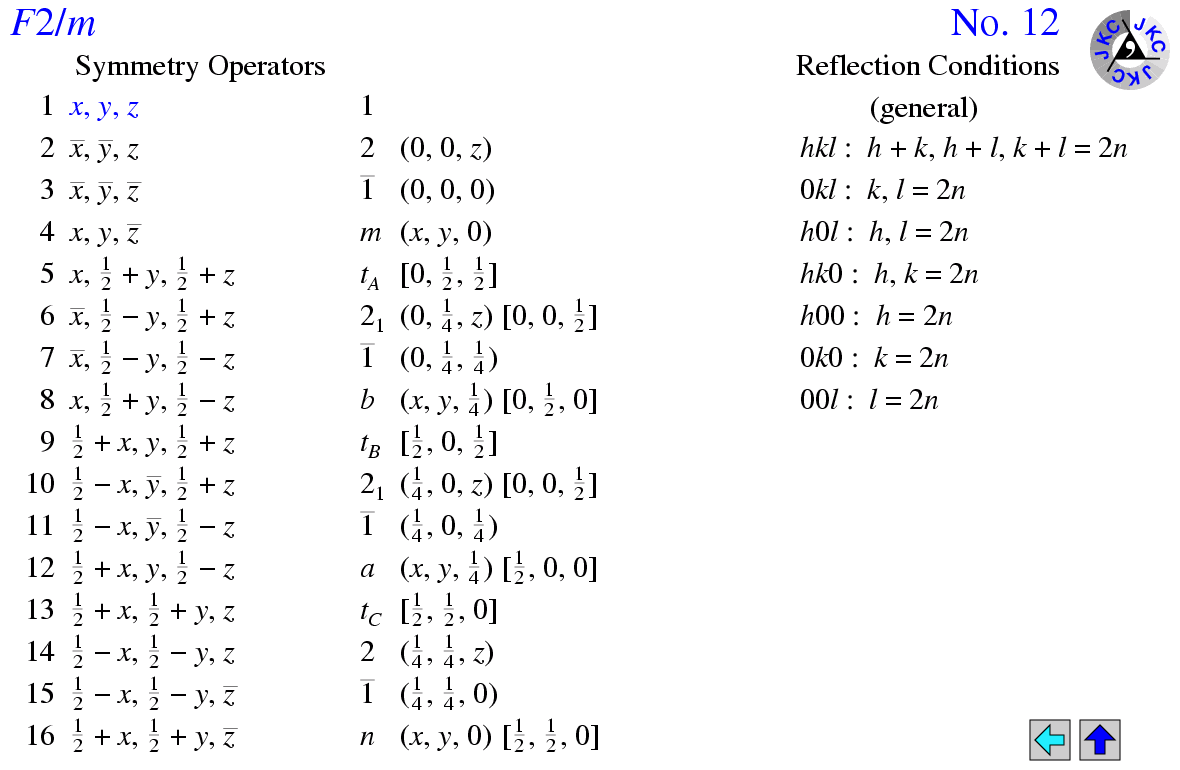 F2/m No. 12
Symmetry Operators Reflection Conditions
1 x, y, z 1 (general)
2 x̅, y̅, z 2 (0, 0, z) hkl : h + k, h + l, k + l = 2n
3 x̅, y̅, z̅ 1̅ (0, 0, 0) 0kl : k, l = 2n
4 x, y, z̅ m (x, y, 0) h0l : h, l = 2n
5 x, 1/2 + y, 1/2 + z t_A [0, 1/2, 1/2] hk0 : h, k = 2n
6 x̅, 1/2 − y, 1/2 + z 2₁ (0, 1/4, z) [0, 0, 1/2] h00 : h = 2n
7 x̅, 1/2 − y, 1/2 − z 1̅ (0, 1/4, 1/4) 0k0 : k = 2n
8 x, 1/2 + y, 1/2 − z b (x, y, 1/4) [0, 1/2, 0] 00l : l = 2n
9 1/2 + x, y, 1/2 + z t_B [1/2, 0, 1/2]
10 1/2 − x, y̅, 1/2 + z 2₁ (1/4, 0, z) [0, 0, 1/2]
11 1/2 − x, y̅, 1/2 − z 1̅ (1/4, 0, 1/4)
12 1/2 + x, y, 1/2 − z a (x, y, 1/4) [1/2, 0, 0]
13 1/2 + x, 1/2 + y, z t_C [1/2, 1/2, 0]
14 1/2 − x, 1/2 − y, z 2 (1/4, 1/4, z)
15 1/2 − x, 1/2 − y, z̅ 1̅ (1/4, 1/4, 0)
16 1/2 + x, 1/2 + y, z̅ n (x, y, 0) [1/2, 1/2, 0]
JKC JKC JKC